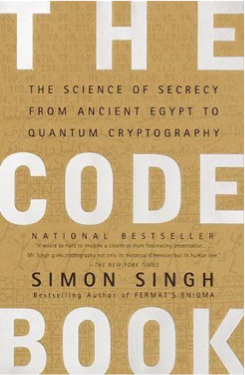 THE
THE SCIENCE OF SECRECY
FROM ANCIENT EGYPT TO
QUANTUM CRYPTOGRAPHY
CODE
NATIONAL BESTSELLER
"It would be hard to imagine a clearer or more fascinating presentation. . . .
Mr. Singh gives cryptography not only its historical dimension but its human one."
—THE NEW YORK TIMES
SIMON SINGH
Bestselling Author of FERMAT'S ENIGMA
BOOK